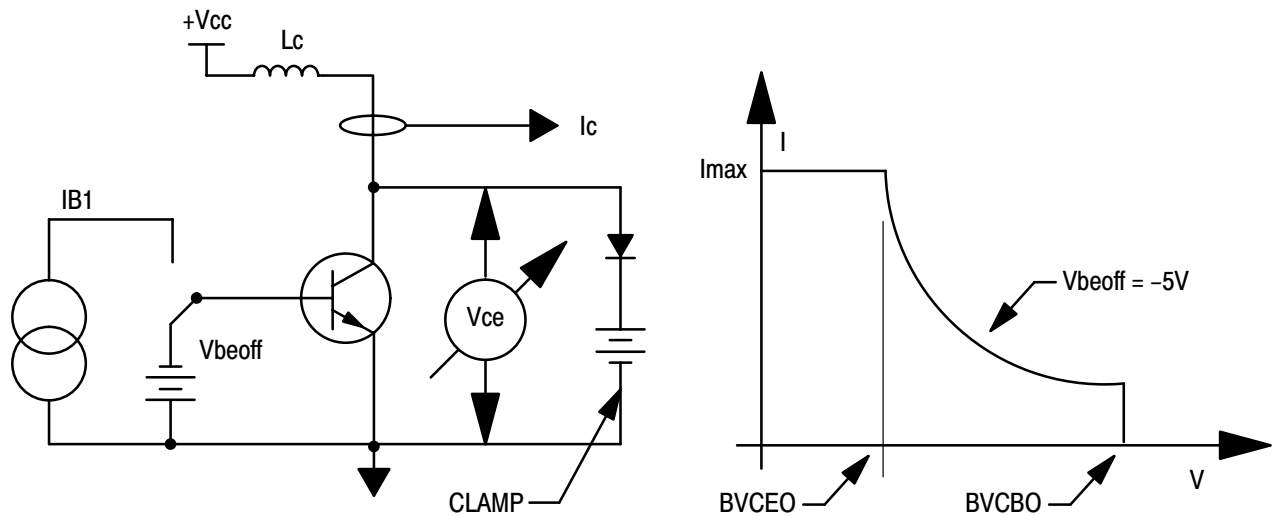 +Vcc
Lc
Ic
IB1
Vbeoff
Vce
CLAMP
I
Imax
Vbeoff = –5V
BVCEO
BVCBO
V